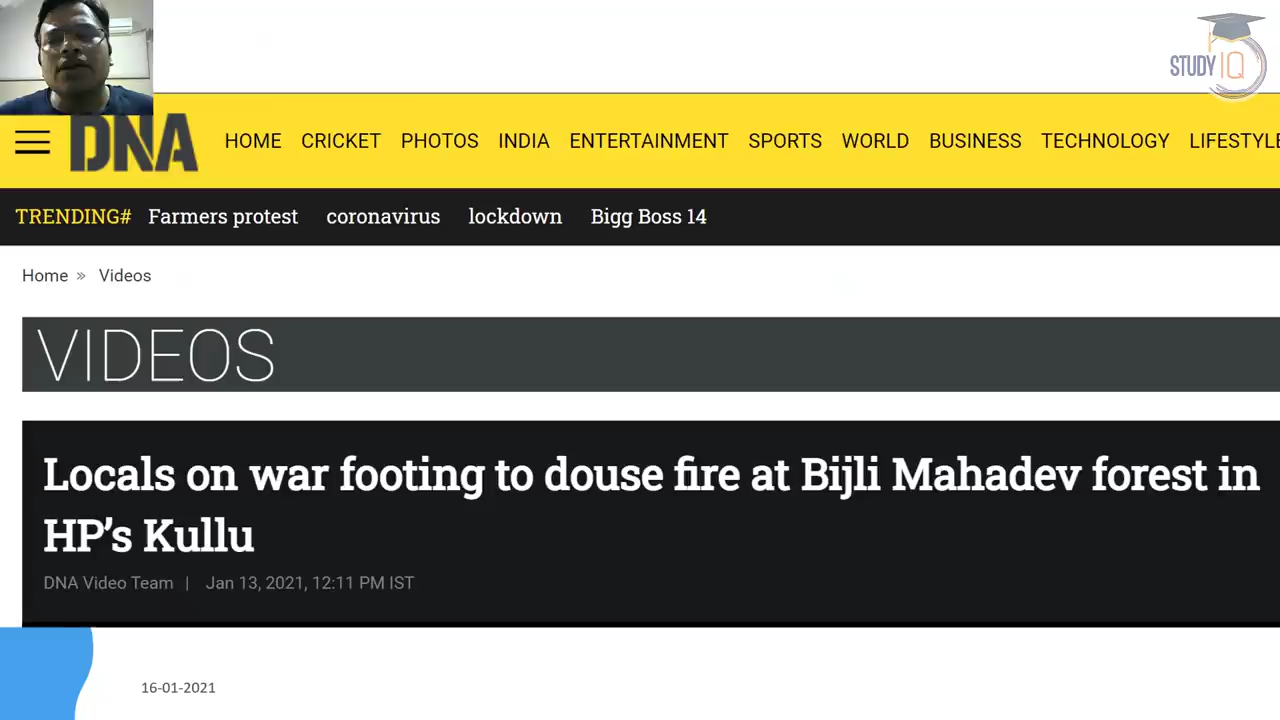 STUDY IQ
DNA HOME CRICKET PHOTOS INDIA ENTERTAINMENT SPORTS WORLD BUSINESS TECHNOLOGY LIFESTYLE
TRENDING# Farmers protest coronavirus lockdown Bigg Boss 14
Home » Videos
VIDEOS
Locals on war footing to douse fire at Bijli Mahadev forest in
HP’s Kullu
DNA Video Team | Jan 13, 2021, 12:11 PM IST
16-01-2021